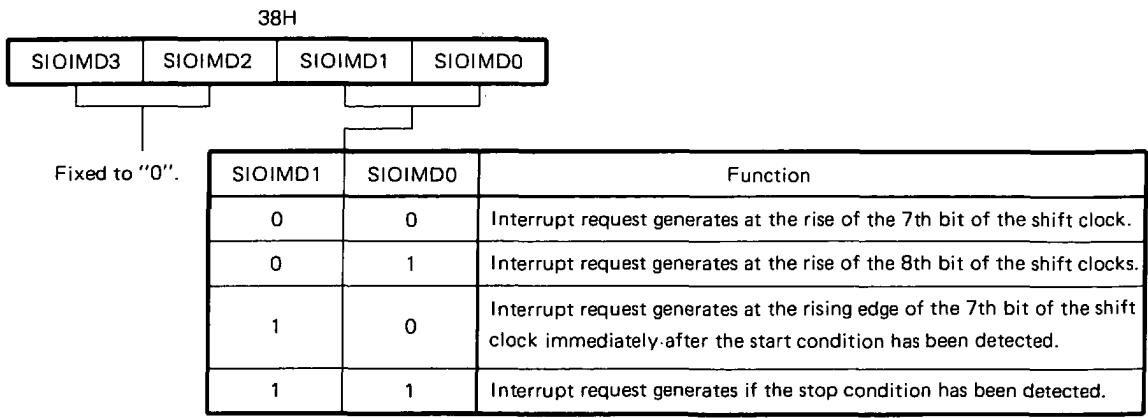 38H
SIOIMD3 SIOIMD2 SIOIMD1 SIOIMD0
Fixed to "0".
SIOIMD1 SIOIMD0 Function
0 0 Interrupt request generates at the rise of the 7th bit of the shift clock.
0 1 Interrupt request generates at the rise of the 8th bit of the shift clocks.
1 0 Interrupt request generates at the rising edge of the 7th bit of the shift
clock immediately after the start condition has been detected.
1 1 Interrupt request generates if the stop condition has been detected.